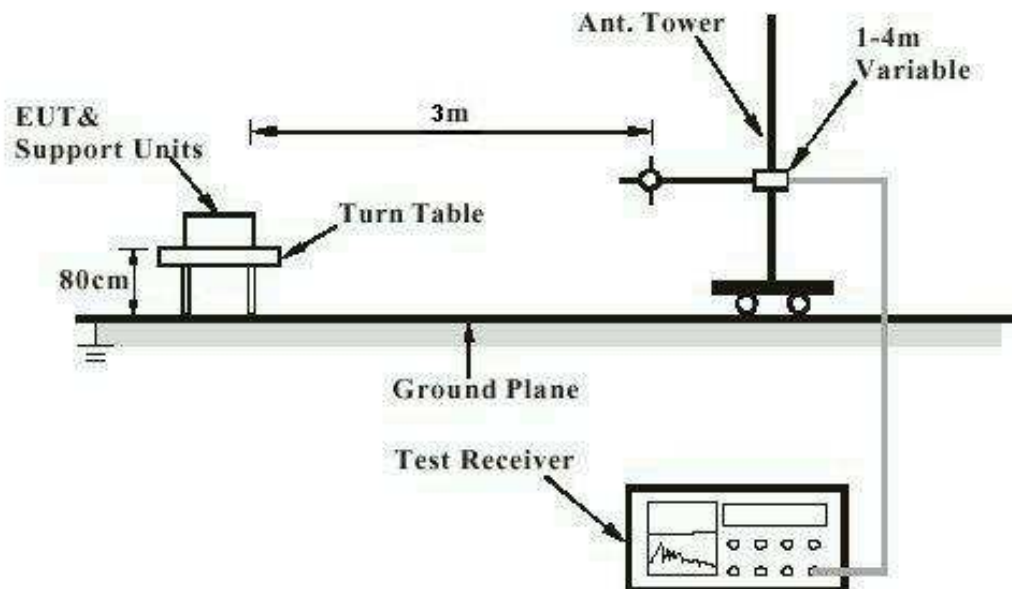 Ant. Tower
1-4m
Variable
EUT&
Support Units
3m
Turn Table
80cm
Ground Plane
Test Receiver